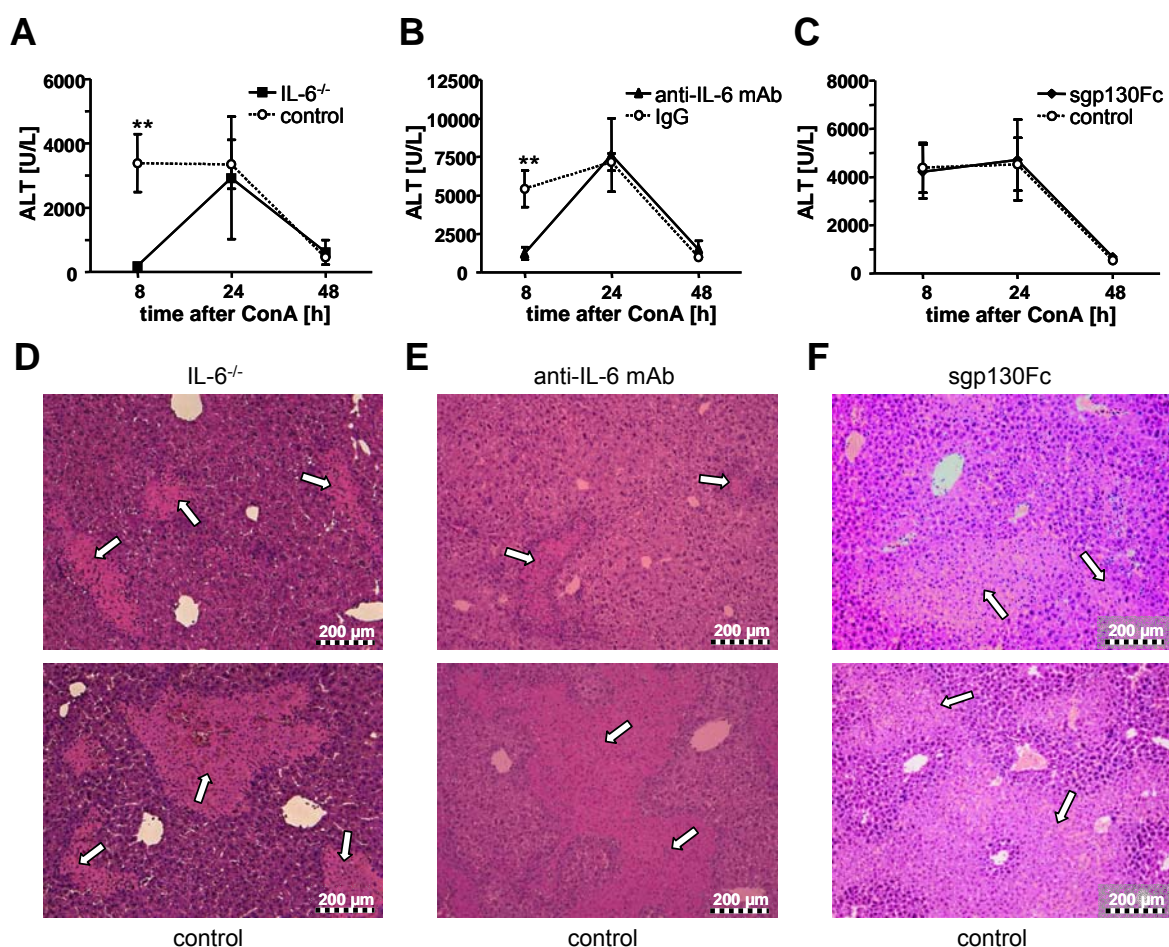 A
6000
4000
2000
0
ALT [U/L]
**
IL-6-/-
control
8 24 48
time after ConA [h]
B
12500
10000
7500
5000
2500
0
ALT [U/L]
**
anti-IL-6 mAb
IgG
8 24 48
time after ConA [h]
C
8000
6000
4000
2000
0
ALT [U/L]
sgp130Fc
control
8 24 48
time after ConA [h]
D
IL-6-/-
200 µm
200 µm
control
E
anti-IL-6 mAb
200 µm
200 µm
control
F
sgp130Fc
200 µm
200 µm
control